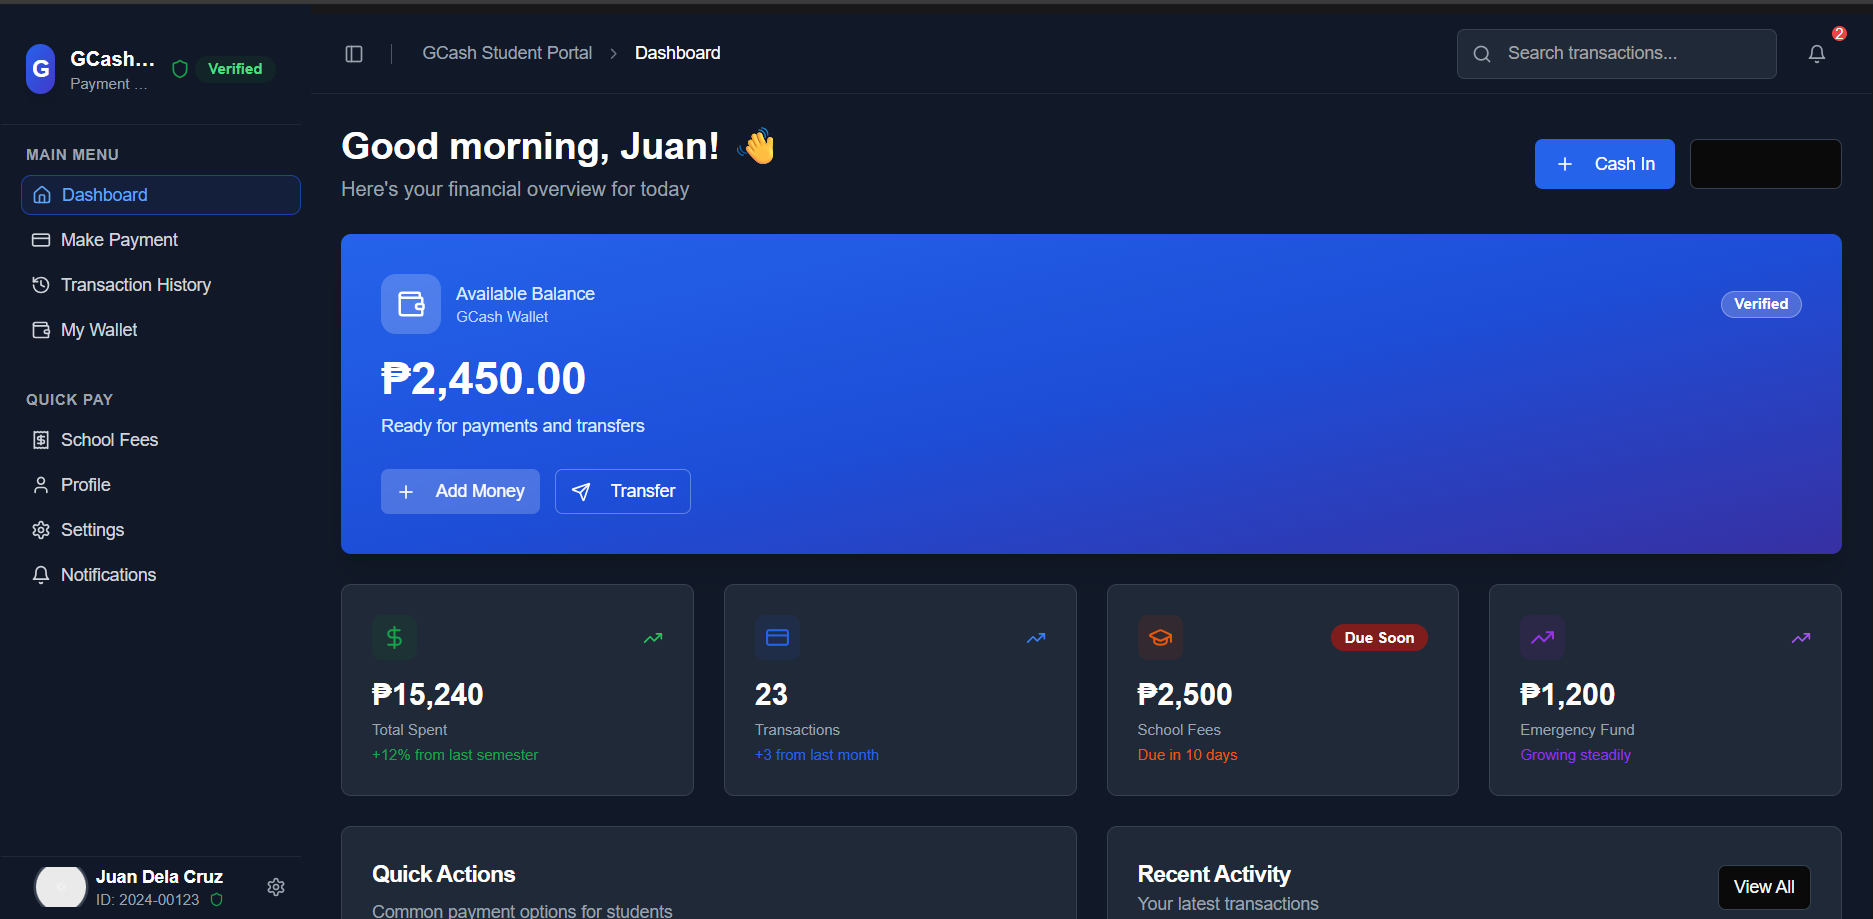 G
GCash...
Payment ...
Verified
GCash Student Portal
Dashboard
Search transactions...
2
MAIN MENU
Dashboard
Make Payment
Transaction History
My Wallet
QUICK PAY
School Fees
Profile
Settings
Notifications
Juan Dela Cruz
ID: 2024-00123
Good morning, Juan! 👋
Here's your financial overview for today
Cash In
Available Balance
GCash Wallet
Verified
₱2,450.00
Ready for payments and transfers
Add Money
Transfer
₱15,240
Total Spent
+12% from last semester
23
Transactions
+3 from last month
Due Soon
₱2,500
School Fees
Due in 10 days
₱1,200
Emergency Fund
Growing steadily
Quick Actions
Common payment options for students
Recent Activity
Your latest transactions
View All